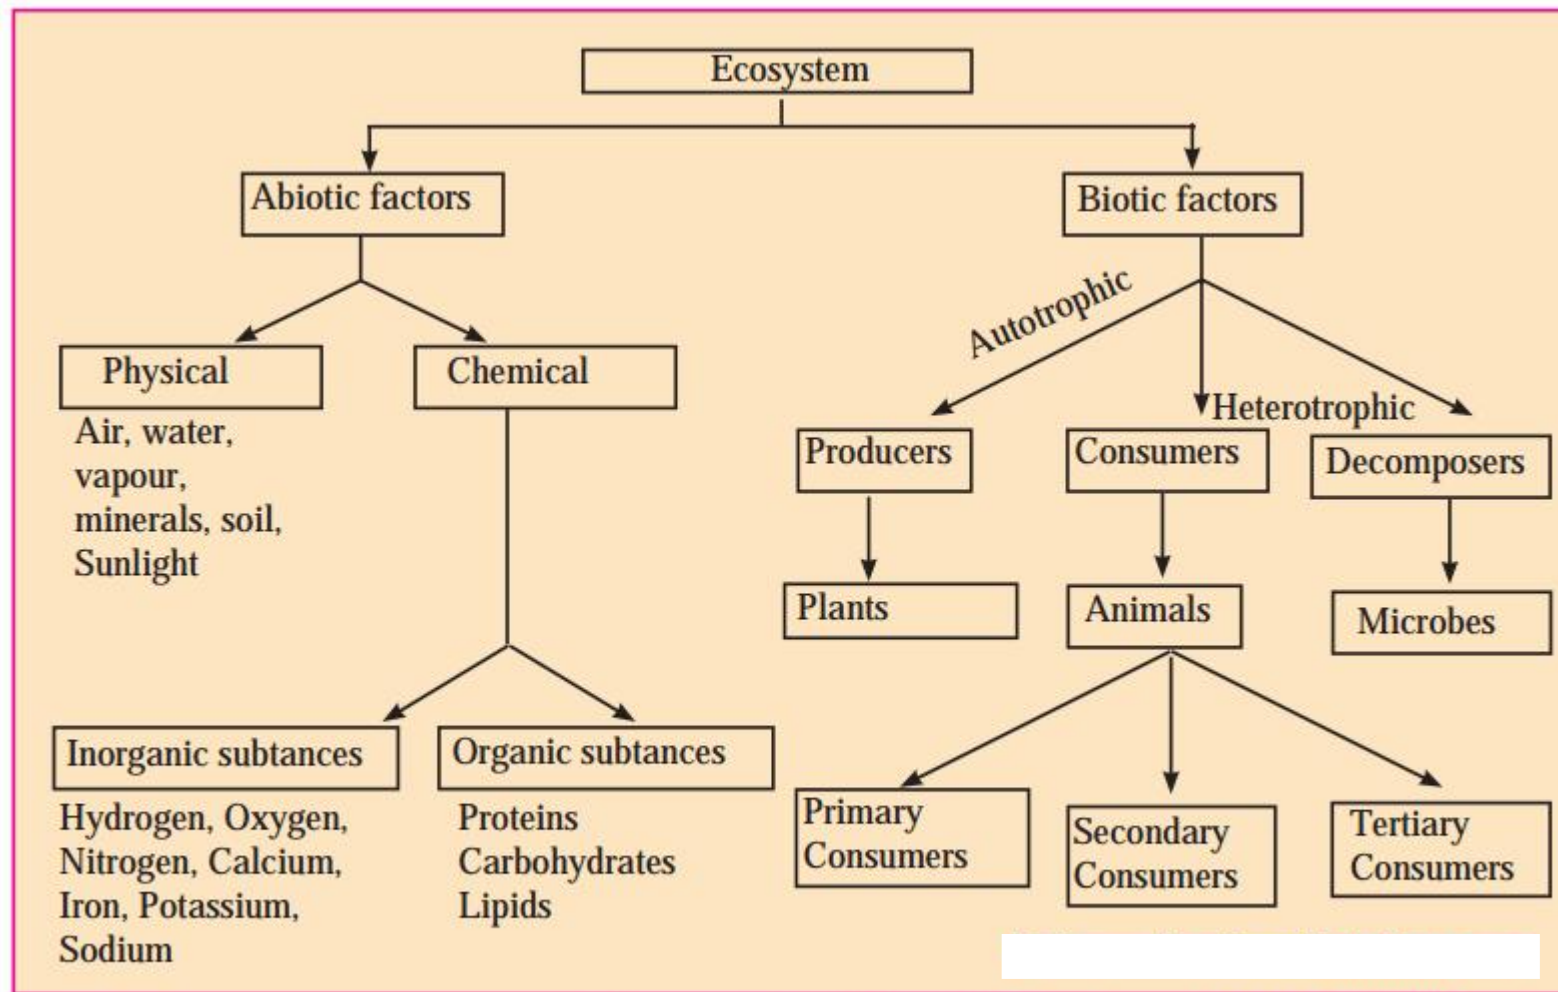 Ecosystem
Abiotic factors
Biotic factors
Autotrophic
Physical
Chemical
Heterotrophic
Air, water,
vapour,
minerals, soil,
Sunlight
Producers
Consumers
Decomposers
Plants
Animals
Microbes
Inorganic subtances
Organic subtances
Hydrogen, Oxygen,
Nitrogen, Calcium,
Iron, Potassium,
Sodium
Proteins
Carbohydrates
Lipids
Primary
Consumers
Secondary
Consumers
Tertiary
Consumers